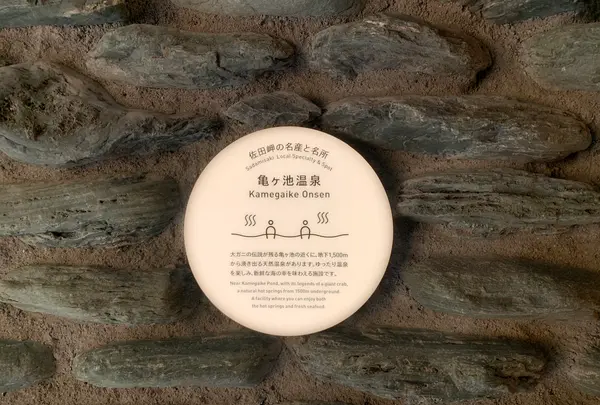 佐田岬の名産と名所
Sadamisaki Local Specialty & Spot
亀ヶ池温泉
Kamegaike Onsen
大ガニの伝説が残る亀ヶ池の近くに、地下1,500m
から湧き出る天然温泉があります。ゆったり温泉
を楽しみ、新鮮な海の幸を味わえる施設です。
Near Kamegaike Pond, with its legends of a giant crab,
a natural hot springs from 1500m underground.
A facility where you can enjoy both
the hot springs and fresh seafood.